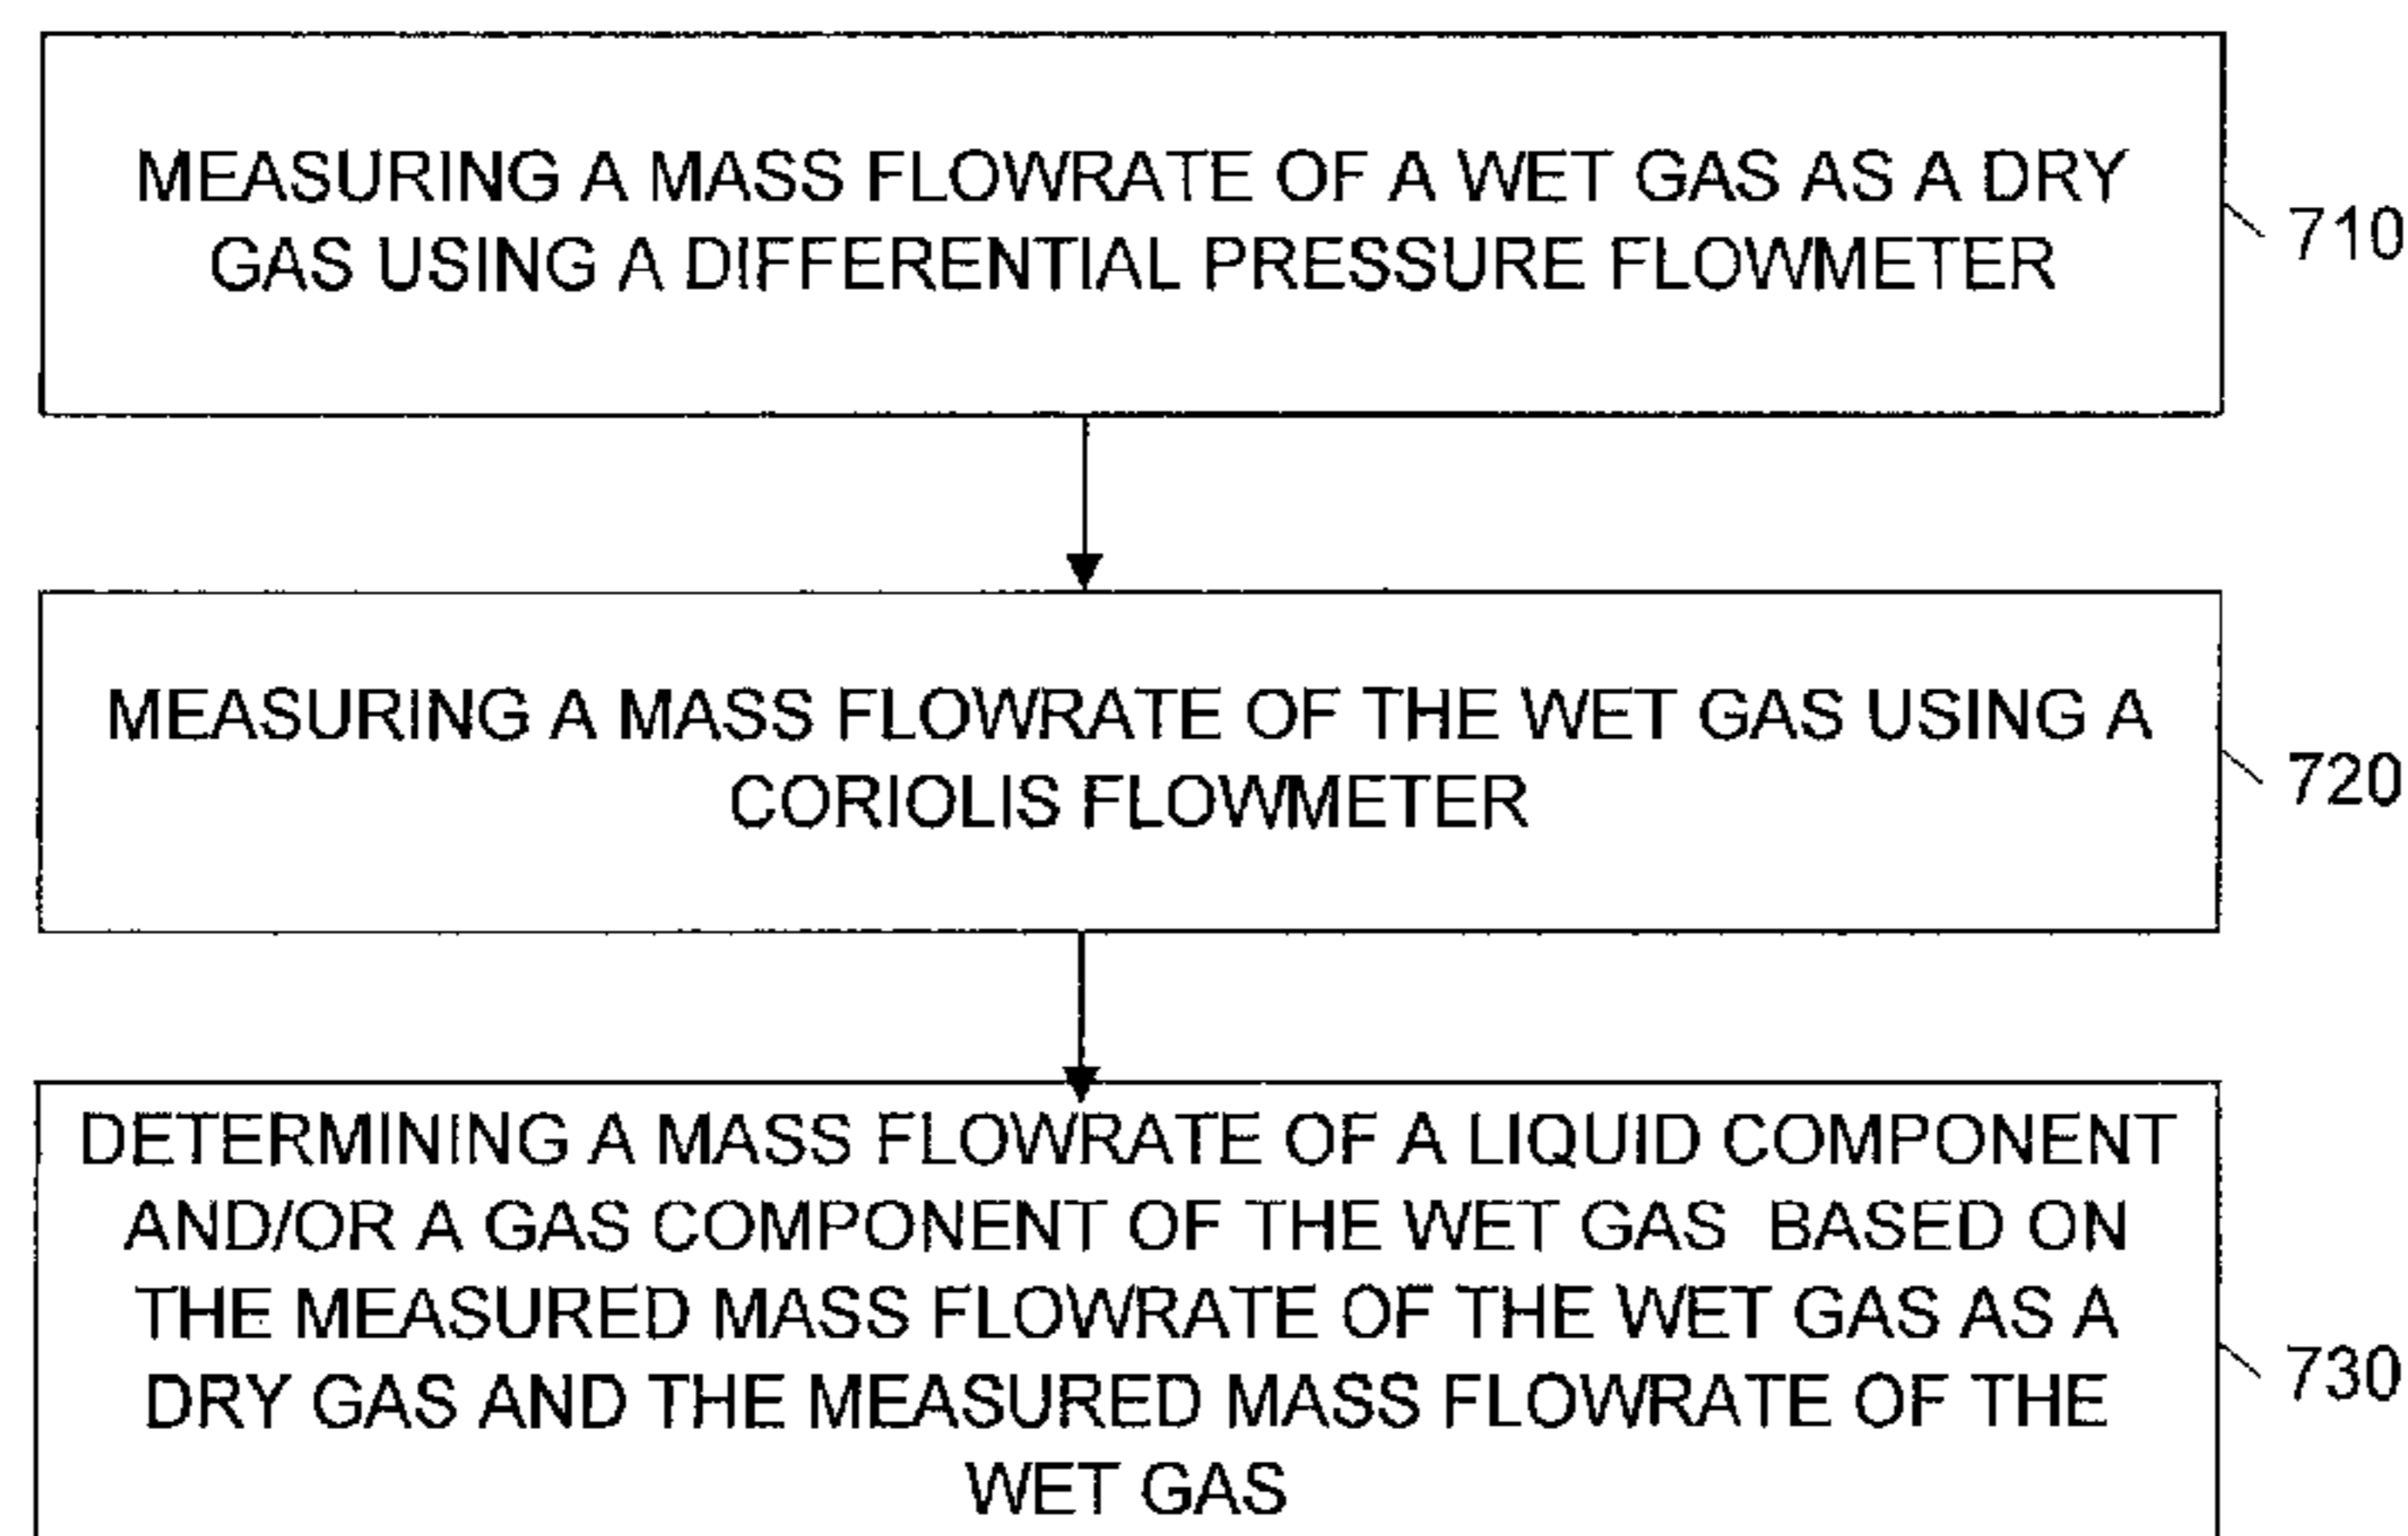 MEASURING A MASS FLOWRATE OF A WET GAS AS A DRY
GAS USING A DIFFERENTIAL PRESSURE FLOWMETER
710
MEASURING A MASS FLOWRATE OF THE WET GAS USING A
CORIOLIS FLOWMETER
720
DETERMINING A MASS FLOWRATE OF A LIQUID COMPONENT
AND/OR A GAS COMPONENT OF THE WET GAS BASED ON
THE MEASURED MASS FLOWRATE OF THE WET GAS AS A
DRY GAS AND THE MEASURED MASS FLOWRATE OF THE
WET GAS
730